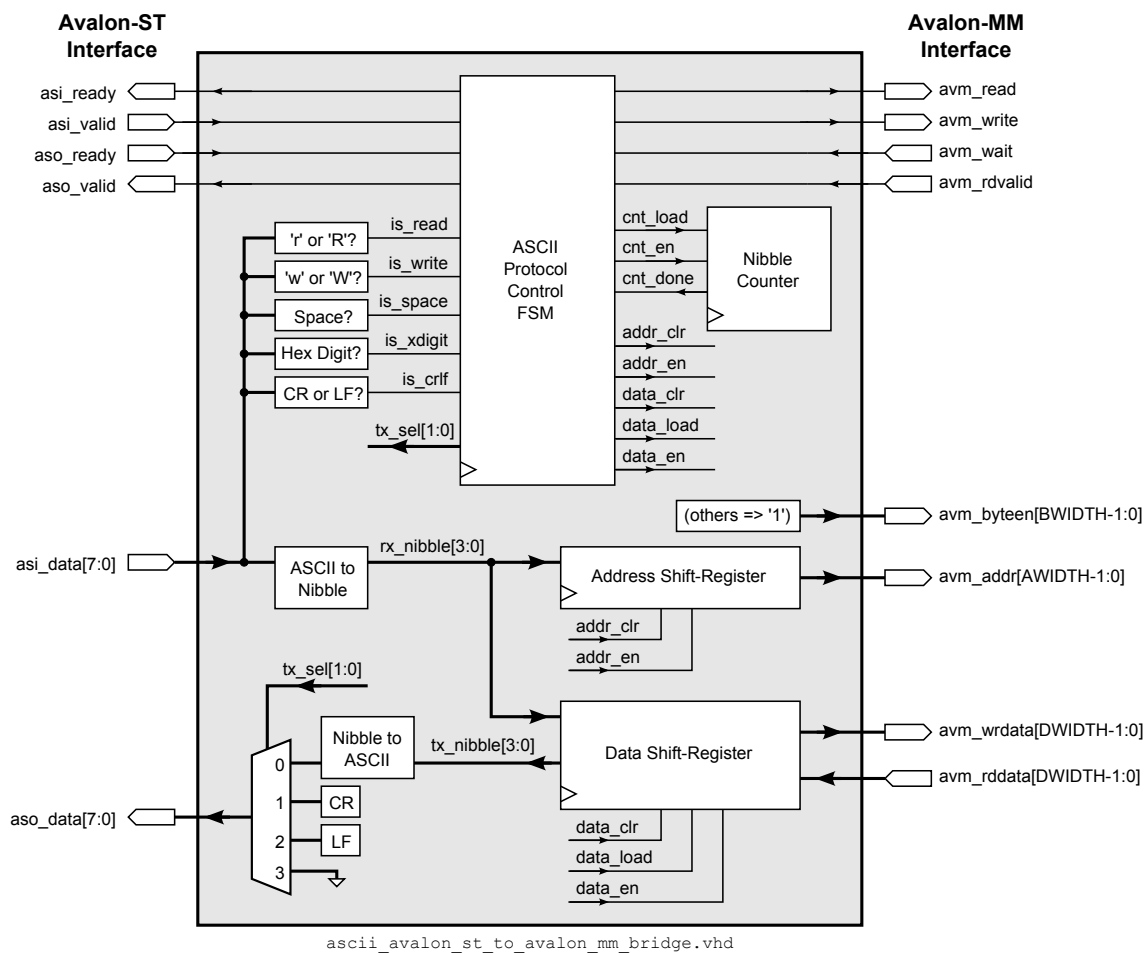 Avalon-ST
Interface
Avalon-MM
Interface
asi_ready
asi_valid
aso_ready
aso_valid
avm_read
avm_write
avm_wait
avm_rdvalid
'r' or 'R'?
is_read
'w' or 'W'?
is_write
Space?
is_space
Hex Digit?
is_xdigit
CR or LF?
is_crlf
tx_sel[1:0]
ASCII
Protocol
Control
FSM
cnt_load
cnt_en
cnt_done
Nibble
Counter
addr_clr
addr_en
data_clr
data_load
data_en
(others => '1')
avm_byteen[BWIDTH-1:0]
asi_data[7:0]
ASCII to
Nibble
rx_nibble[3:0]
Address Shift-Register
avm_addr[AWIDTH-1:0]
addr_clr
addr_en
tx_sel[1:0]
0
1
2
3
Nibble to
ASCII
CR
LF
tx_nibble[3:0]
Data Shift-Register
avm_wrdata[DWIDTH-1:0]
avm_rddata[DWIDTH-1:0]
aso_data[7:0]
data_clr
data_load
data_en
ascii_avalon_st_to_avalon_mm_bridge.vhd